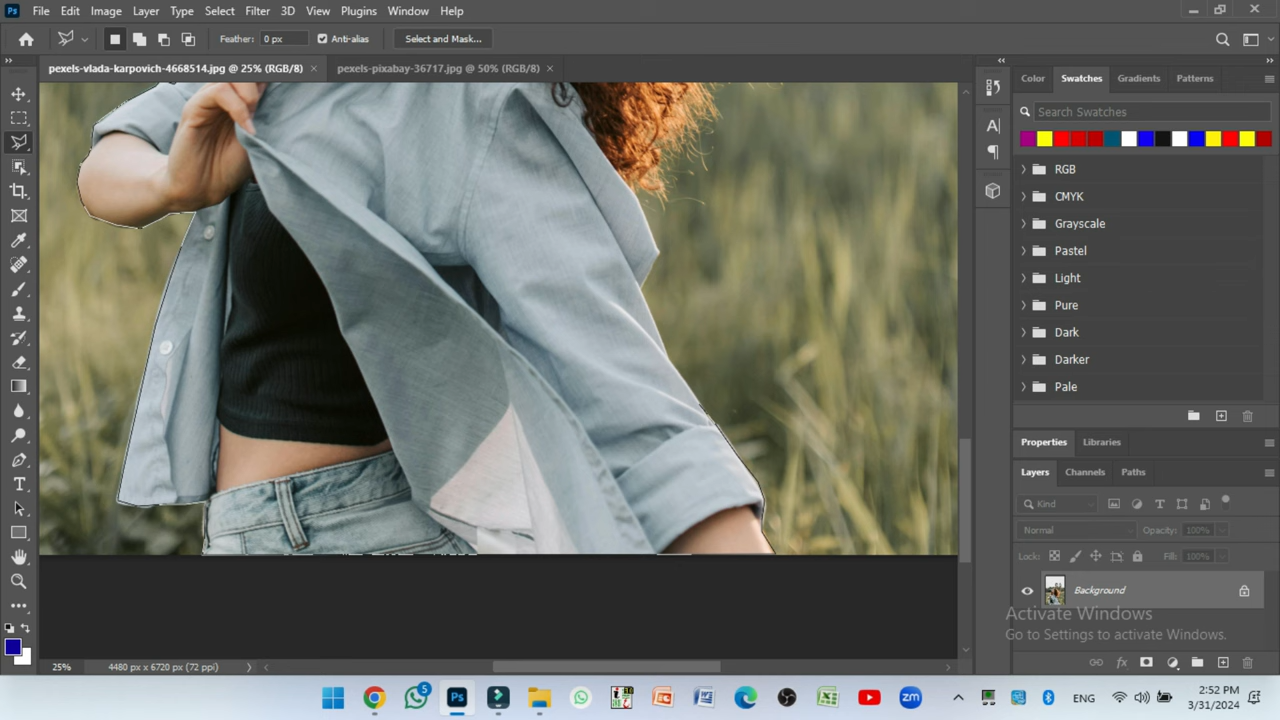 Ps File Edit Image Layer Type Select Filter 3D View Plugins Window Help
Feather: 0 px Anti-alias Select and Mask...
pexels-vlada-karpovich-4668514.jpg @ 25% (RGB/8) × pexels-pixabay-36717.jpg @ 50% (RGB/8) ×
Color Swatches Gradients Patterns
Search Swatches
RGB
CMYK
Grayscale
Pastel
Light
Pure
Dark
Darker
Pale
Properties Libraries
Layers Channels Paths
Kind
Normal Opacity: 100%
Lock: Fill: 100%
Background
Activate Windows
Go to Settings to activate Windows.
25% 4480 px x 6720 px (72 ppi)
5 Ps zm ENG 2:52 PM
3/31/2024